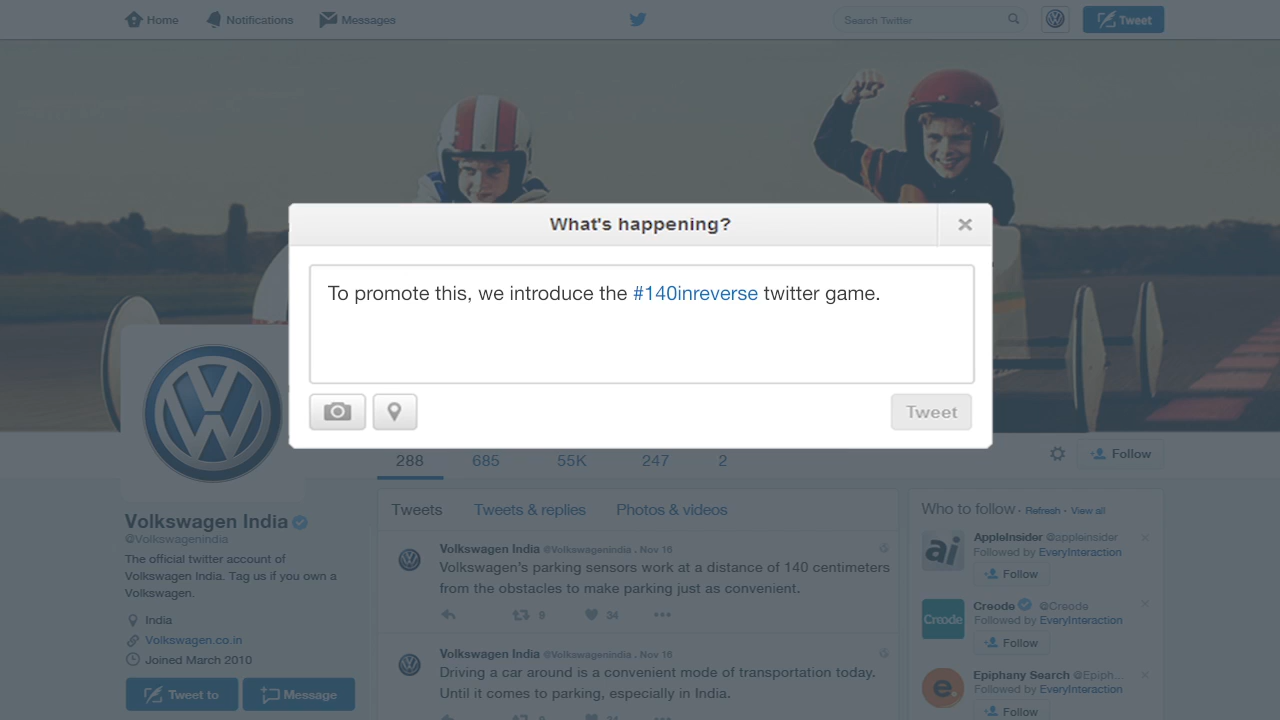 Home
Notifications
Messages
Search Twitter
Tweet
What's happening?
To promote this, we introduce the #140inreverse twitter game.
Tweet
288 685 55K 247 2
Follow
Volkswagen India
@Volkswagenindia
The official twitter account of
Volkswagen India. Tag us if you own a
Volkswagen.
India
Volkswagen.co.in
Joined March 2010
Tweet to
Message
Tweets Tweets & replies Photos & videos
Volkswagen India @Volkswagenindia . Nov 16
Volkswagen's parking sensors work at a distance of 140 centimeters
from the obstacles to make parking just as convenient.
9 34
Volkswagen India @Volkswagenindia . Nov 16
Driving a car around is a convenient mode of transportation today.
Until it comes to parking, especially in India.
9 34
Who to follow · Refresh · View all
ai
AppleInsider @appleinsider
Followed by EveryInteraction
Follow
Creode
Creode @Creode
Followed by EveryInteraction
Follow
e.
Epiphany Search @Epiph...
Followed by EveryInteraction
Follow